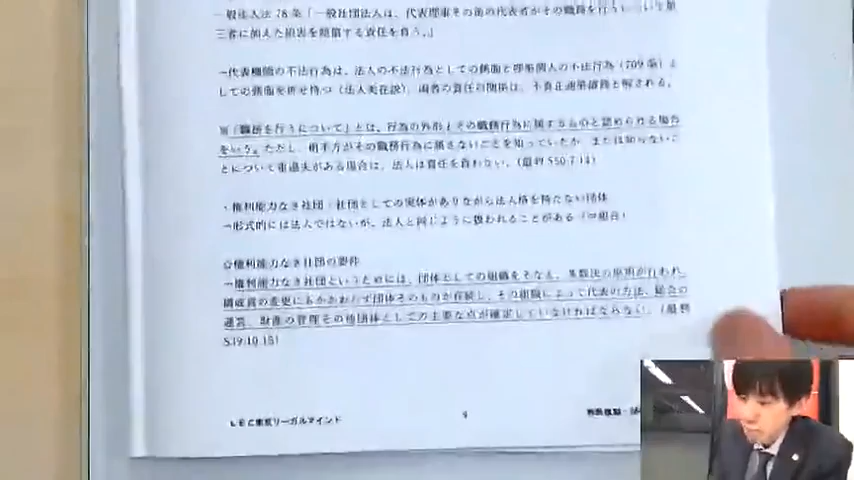 一般法人法 78 条「一般社団法人は、代表理事その他の代表者がその職務を行うについて第
三者に加えた損害を賠償する責任を負う。」
→代表機関の不法行為は、法人の不法行為としての側面と理事個人の不法行為（709 条）と
しての側面を併せ持つ（法人実在説）。両者の責任の関係は、不真正連帯債務と解される。
※「職務を行うについて」とは、行為の外形上その職務行為に属するものと認められる場合
をいう。ただし、相手方がその職務行為に属さないことを知っていたか、または知らないこ
とについて重過失がある場合は、法人は責任を負わない。（最判 S50・7・14）
・権利能力なき社団：社団としての実体がありながら法人格を持たない団体
→形式的には法人ではないが、法人と同じように扱われることがある（⇔組合）
◎権利能力なき社団の要件
→権利能力なき社団というためには、団体としての組織をそなえ、多数決の原則が行われ、
構成員の変更にもかかわらず団体そのものが存続し、その組織によって代表の方法、総会の
運営、財産の管理その他団体としての主要な点が確定していなければならない。（最判
S39・10・15）
LEC東京リーガルマインド
9